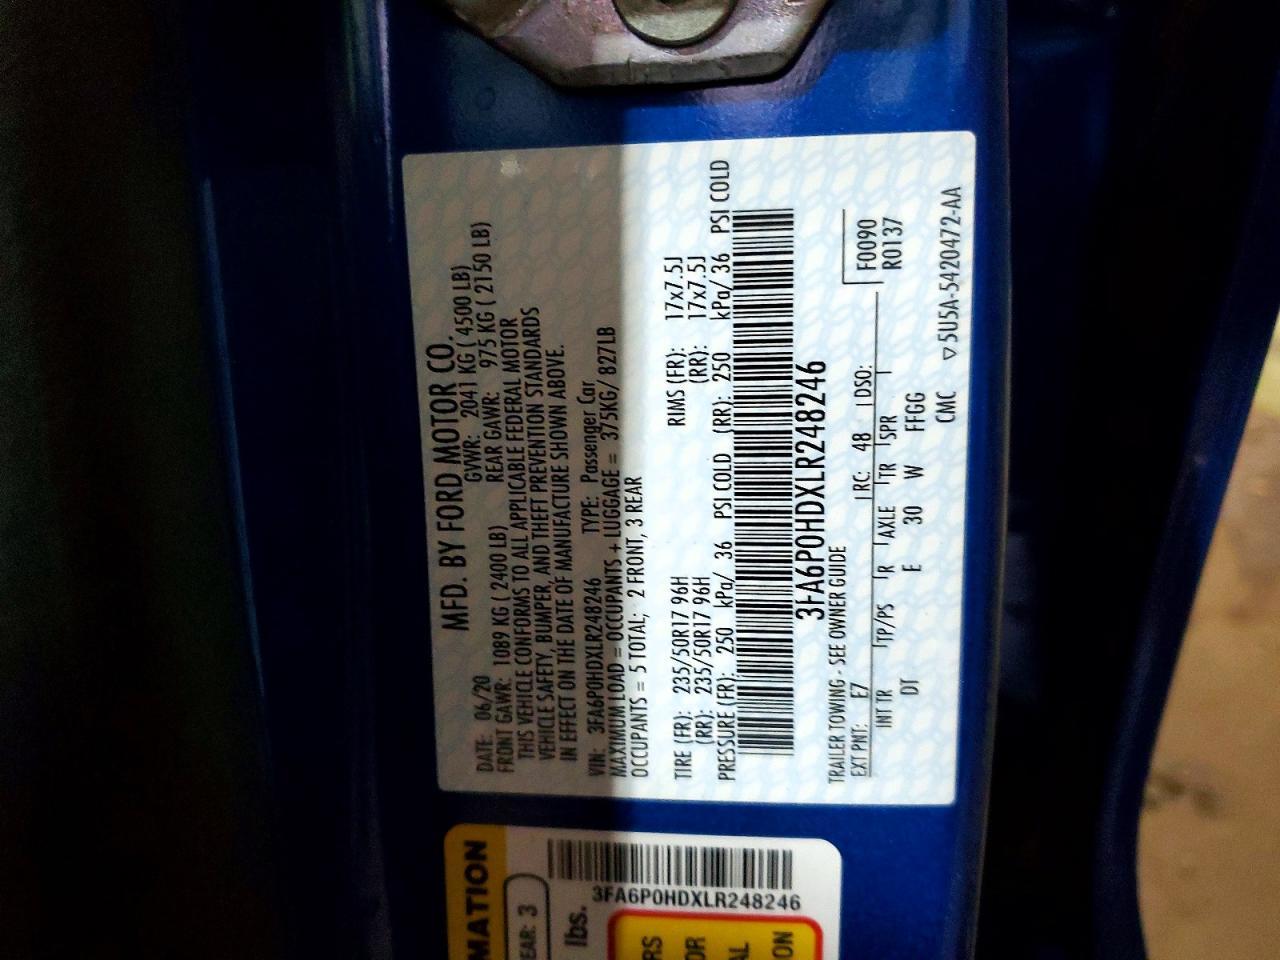 MFD. BY FORD MOTOR CO.
DATE: 06/20 GVWR: 2041 KG ( 4500 LB)
FRONT GAWR: 1089 KG ( 2400 LB) REAR GAWR: 975 KG ( 2150 LB)
THIS VEHICLE CONFORMS TO ALL APPLICABLE FEDERAL MOTOR
VEHICLE SAFETY, BUMPER, AND THEFT PREVENTION STANDARDS
IN EFFECT ON THE DATE OF MANUFACTURE SHOWN ABOVE.
VIN: 3FA6P0HDXLR248246 TYPE: Passenger Car
MAXIMUM LOAD = OCCUPANTS + LUGGAGE = 375KG/ 827LB
OCCUPANTS = 5 TOTAL; 2 FRONT, 3 REAR
TIRE (FR): 235/50R17 96H RIMS (FR): 17x7.5J
(RR): 235/50R17 96H (RR): 17x7.5J
PRESSURE (FR): 250 kPa/ 36 PSI COLD (RR): 250 kPa/ 36 PSI COLD
3FA6P0HDXLR248246
TRAILER TOWING - SEE OWNER GUIDE F0090
EXT PNT: E7 RC: 48 DSO: R0137
INT TR TP/PS R AXLE TR SPR
DT E 30 W FFGG
CMC ▽5U5A-5420472-AA
MATION
EAR: 3
lbs.
3FA6P0HDXLR248246
RS
OR
AL
ON